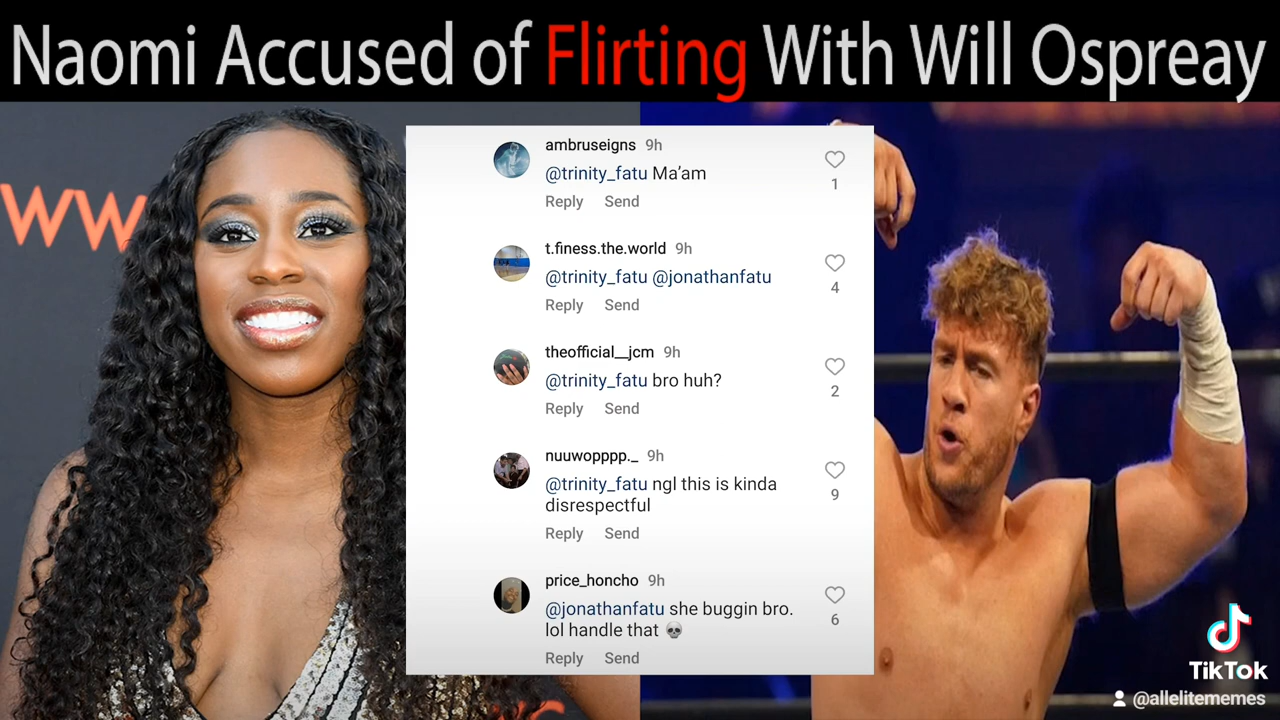 Naomi Accused of Flirting With Will Ospreay
WW
ambruseigns 9h
@trinity_fatu Ma’am
1
Reply Send
t.finess.the.world 9h
@trinity_fatu @jonathanfatu
4
Reply Send
theofficial__jcm 9h
@trinity_fatu bro huh?
2
Reply Send
nuuwopppp._ 9h
@trinity_fatu ngl this is kinda
disrespectful
9
Reply Send
price_honcho 9h
@jonathanfatu she buggin bro.
lol handle that 💀
6
Reply Send
TikTok
@allelitememes